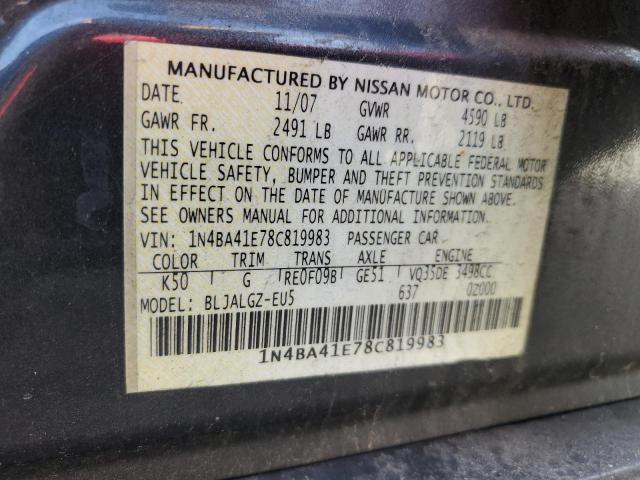 MANUFACTURED BY NISSAN MOTOR CO., LTD.
DATE 11/07 GVWR 4590 LB
GAWR FR. 2491 LB GAWR RR. 2119 LB
THIS VEHICLE CONFORMS TO ALL APPLICABLE FEDERAL MOTOR
VEHICLE SAFETY, BUMPER AND THEFT PREVENTION STANDARDS
IN EFFECT ON THE DATE OF MANUFACTURE SHOWN ABOVE.
SEE OWNERS MANUAL FOR ADDITIONAL INFORMATION.
VIN: 1N4BA41E78C819983 PASSENGER CAR
COLOR TRIM TRANS AXLE ENGINE
K50 G RE0F09B GE51 VQ35DE 3498CC
MODEL: BLJALGZ-EU5 637 0Z000
1N4BA41E78C819983